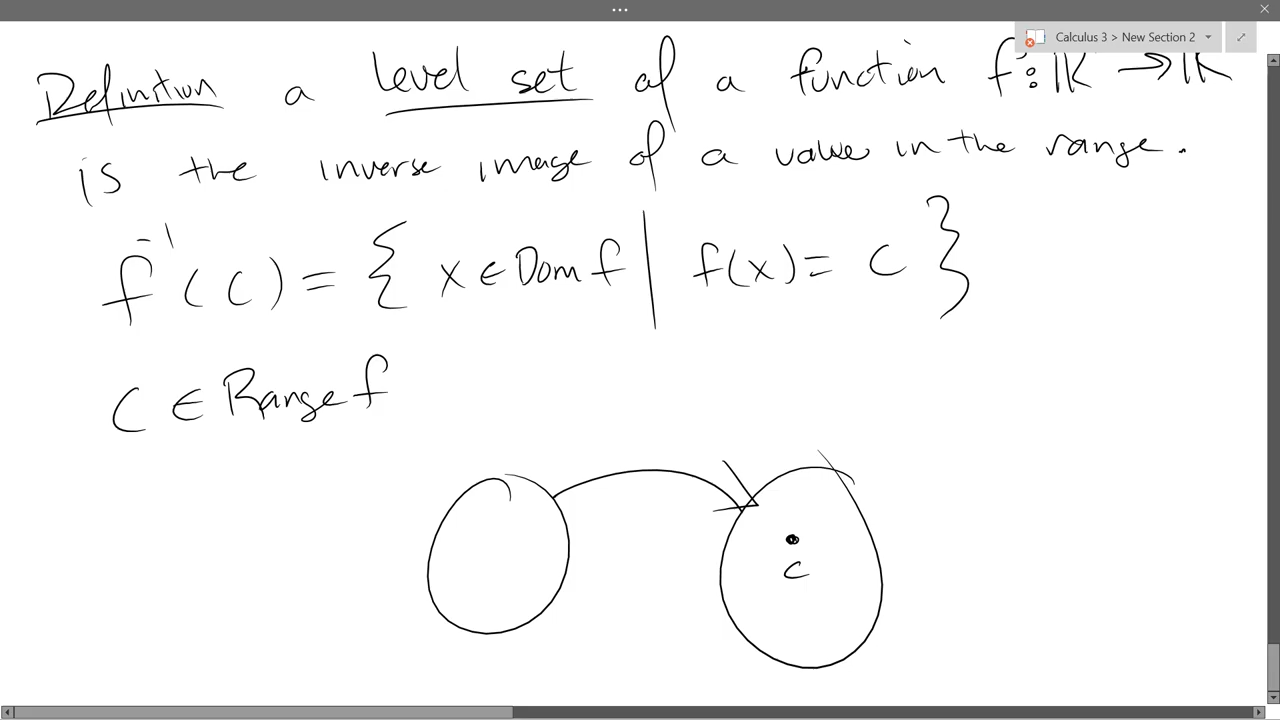 Calculus 3 > New Section 2
Definition a level set of a function f: ℝ → ℝ
is the inverse image of a value in the range.
f⁻¹(c) = { x ∈ Dom f | f(x) = c }
c ∈ Range f
c